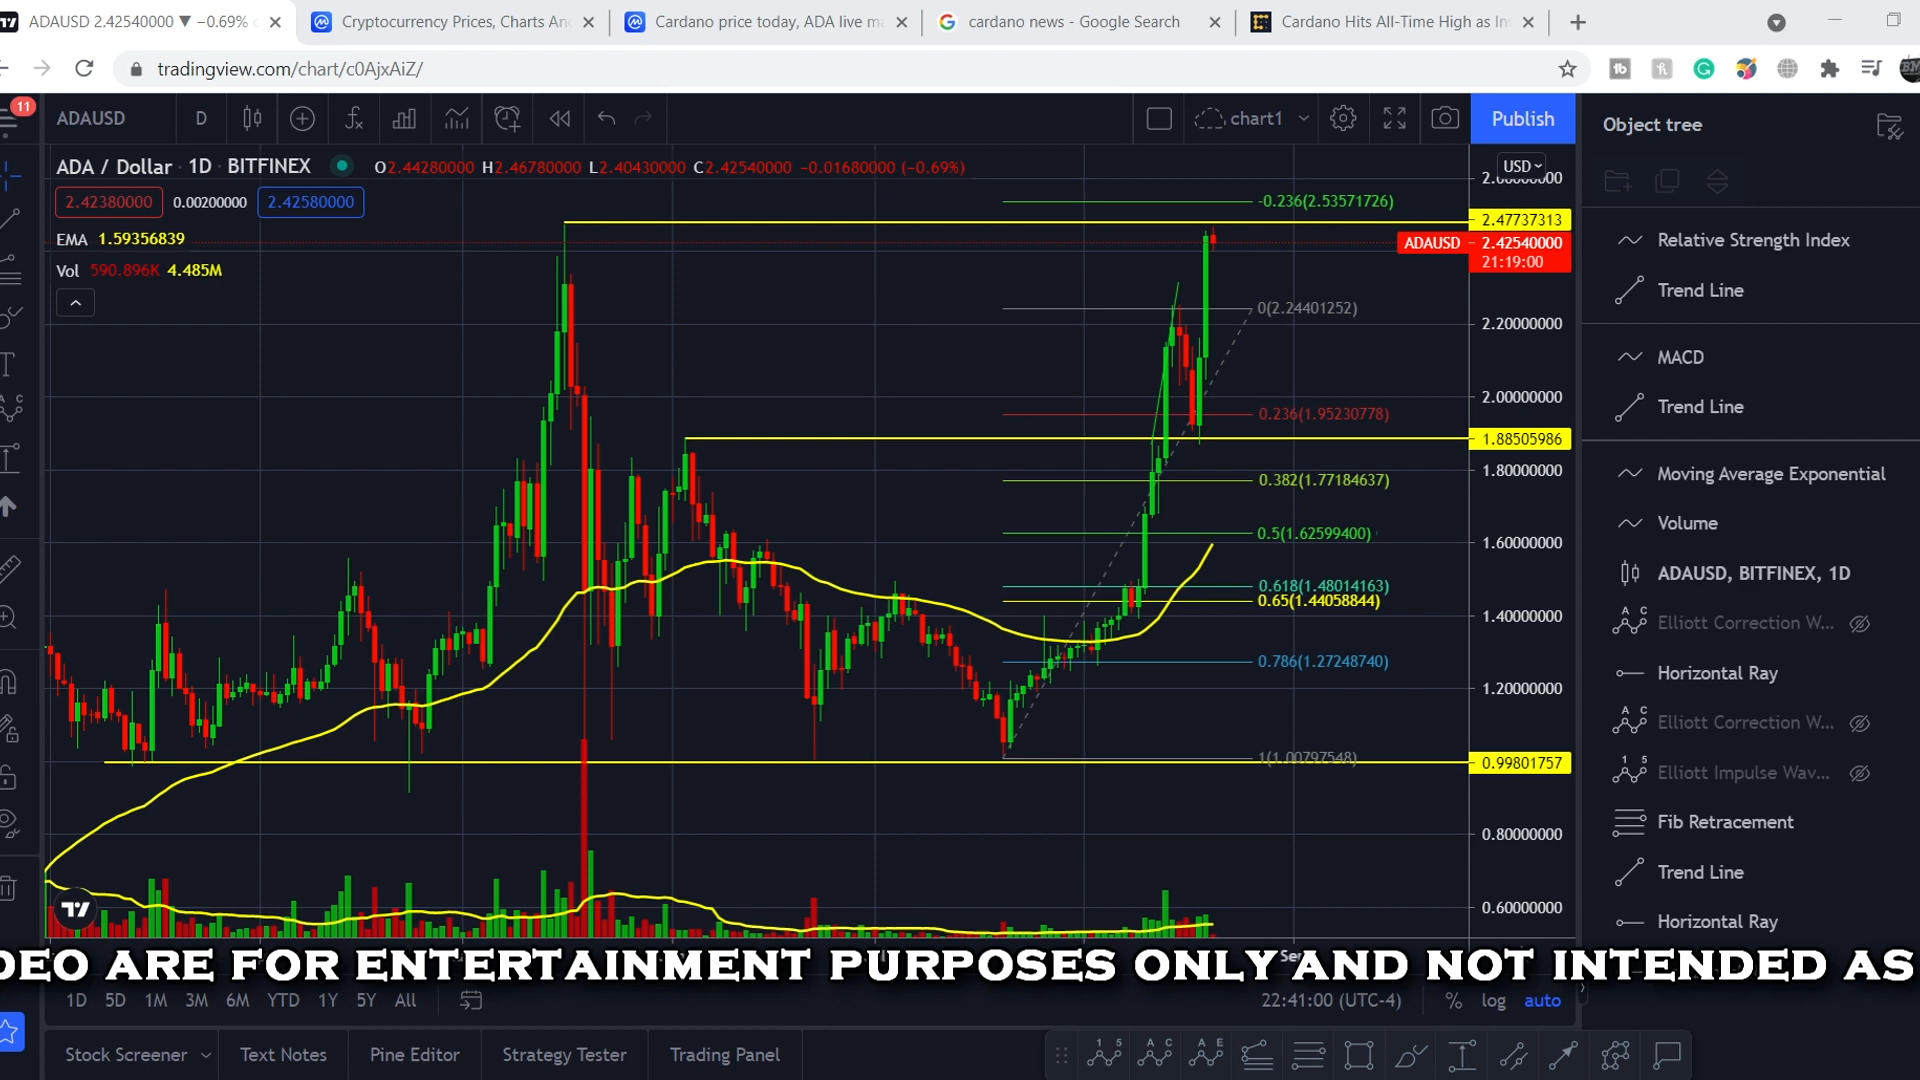 ADAUSD 2.42540000 ▼ −0.69%
Cryptocurrency Prices, Charts An
Cardano price today, ADA live ma
cardano news - Google Search
Cardano Hits All-Time High as In
tradingview.com/chart/c0AjxAiZ/
11
ADAUSD
D
chart1
Publish
Object tree
ADA / Dollar · 1D · BITFINEX
O2.44280000 H2.46780000 L2.40430000 C2.42540000 −0.01680000 (−0.69%)
USD
2.42380000
0.00200000
2.42580000
EMA 1.59356839
Vol 590.896K 4.485M
-0.236(2.53571726)
0(2.24401252)
0.236(1.95230778)
0.382(1.77184637)
0.5(1.62599400)
0.618(1.48014163)
0.65(1.44058844)
0.786(1.27248740)
1(1.00797548)
2.47737313
ADAUSD
2.42540000
21:19:00
2.20000000
2.00000000
1.88505986
1.80000000
1.60000000
1.40000000
1.20000000
0.99801757
0.80000000
0.60000000
Relative Strength Index
Trend Line
MACD
Trend Line
Moving Average Exponential
Volume
ADAUSD, BITFINEX, 1D
Elliott Correction W...
Horizontal Ray
Elliott Correction W...
Elliott Impulse Wav...
Fib Retracement
Trend Line
Horizontal Ray
DEO ARE FOR ENTERTAINMENT PURPOSES ONLY AND NOT INTENDED AS
1D 5D 1M 3M 6M YTD 1Y 5Y All
22:41:00 (UTC-4)
% log auto
Stock Screener
Text Notes
Pine Editor
Strategy Tester
Trading Panel